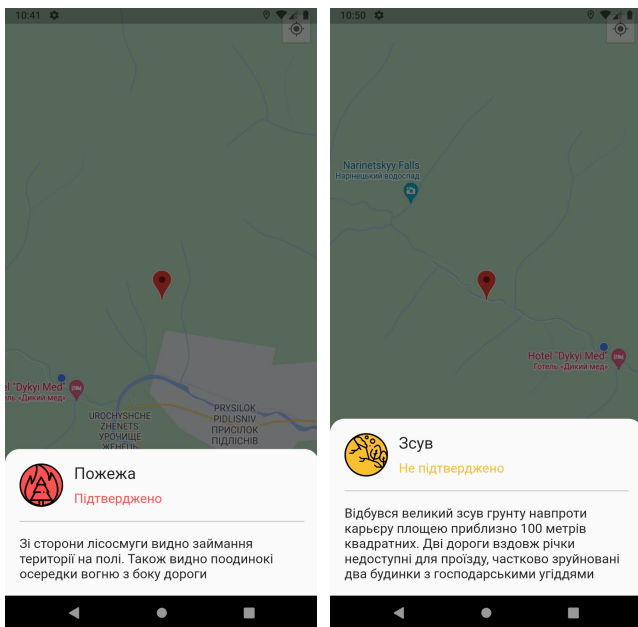 10:41
l "Dykyi Med"
ль «Дикий мед»
UROCHYSHCHE
ZHENETS
УРОЧИЩЕ
ЖЕНЕЦЬ
PRYSILOK
PIDLISNIV
ПРИСІЛОК
ПІДЛІСНІВ
Пожежа
Підтверджено
Зі сторони лісосмуги видно займання
території на полі. Також видно поодинокі
осередки вогню з боку дороги
10:50
Narinetskyy Falls
Нарінецький водоспад
Hotel "Dykyi Med"
Готель «Дикий мед»
Зсув
Не підтверджено
Відбувся великий зсув грунту навпроти
карьєру площею приблизно 100 метрів
квадратних. Дві дороги вздовж річки
недоступні для проїзду, частково зруйновані
два будинки з господарськими угіддями